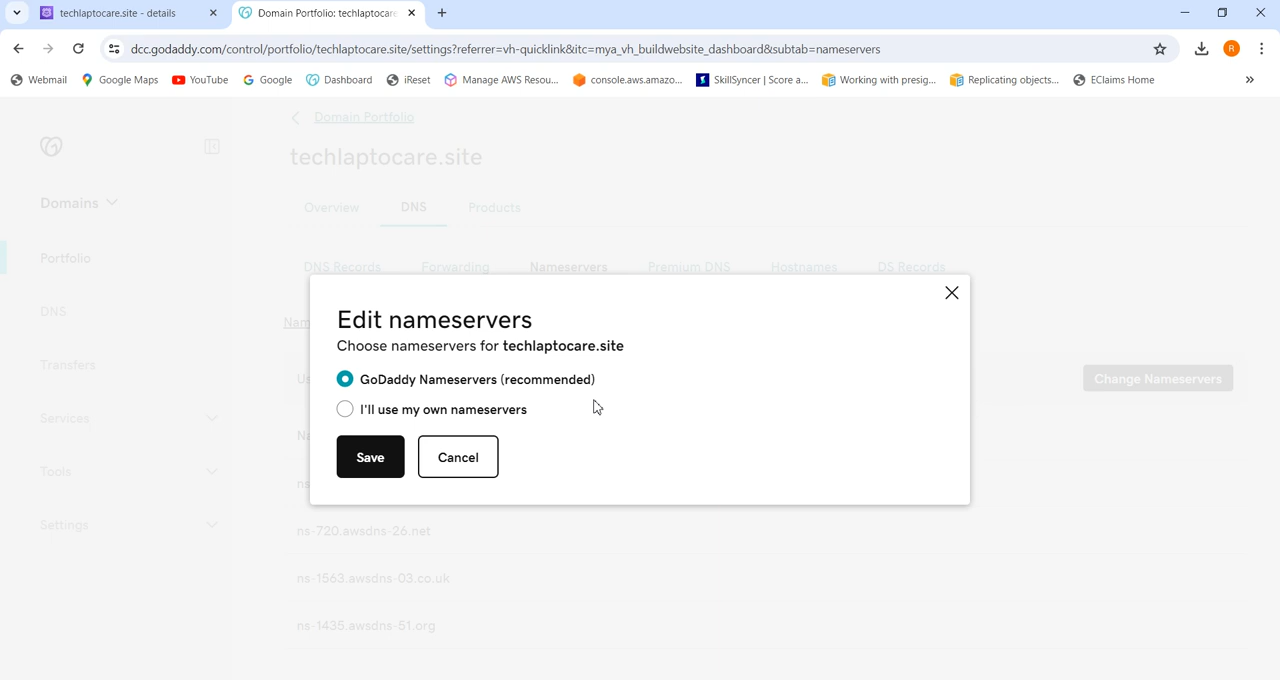 techlaptocare.site - details
Domain Portfolio: techlaptocare
dcc.godaddy.com/control/portfolio/techlaptocare.site/settings?referrer=vh-quicklink&itc=mya_vh_buildwebsite_dashboard&subtab=nameservers
R
Webmail
Google Maps
YouTube
Google
Dashboard
iReset
Manage AWS Resou...
console.aws.amazo...
SkillSyncer | Score a...
Working with presig...
Replicating objects...
EClaims Home
Domain Portfolio
techlaptocare.site
Domains
Overview
DNS
Products
Portfolio
DNS Records
Forwarding
Nameservers
Premium DNS
Hostnames
DS Records
DNS
Edit nameservers
Choose nameservers for techlaptocare.site
GoDaddy Nameservers (recommended)
I'll use my own nameservers
Save
Cancel
Change Nameservers
Transfers
Services
Tools
Settings
ns-720.awsdns-26.net
ns-1563.awsdns-03.co.uk
ns-1435.awsdns-51.org